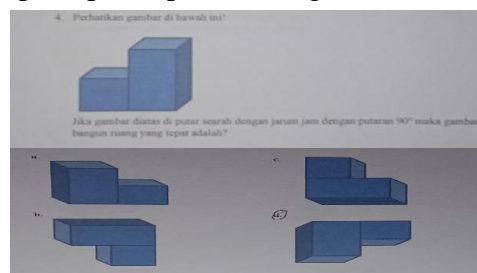 4. Perhatikan gambar di bawah ini!
Jika gambar diatas di putar searah dengan jarum jam dengan putaran 90° maka gambar
bangun ruang yang tepat adalah?
a.
c.
b.
d.